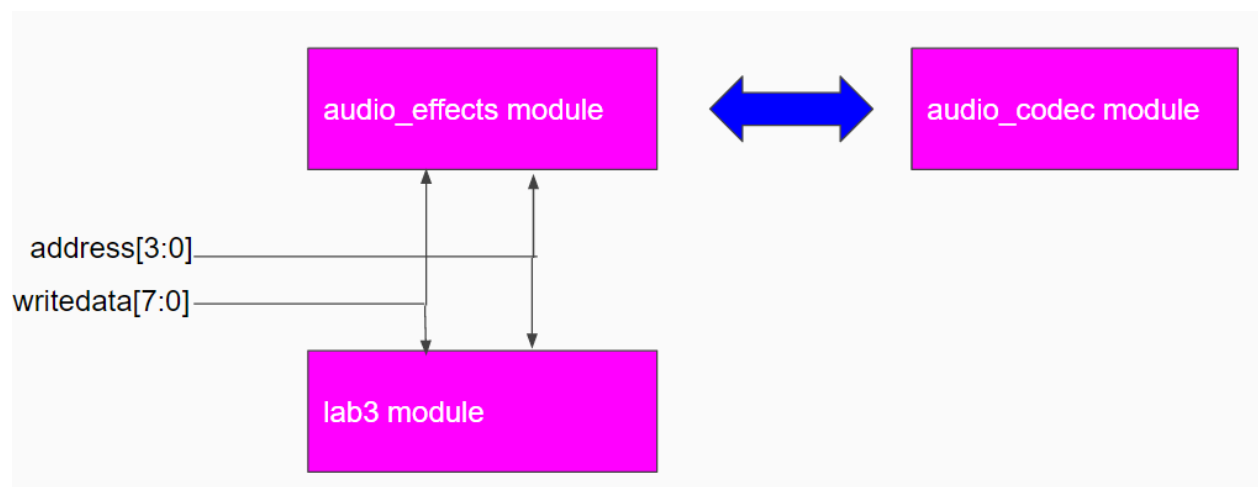 audio_effects module
audio_codec module
address[3:0]
writedata[7:0]
lab3 module